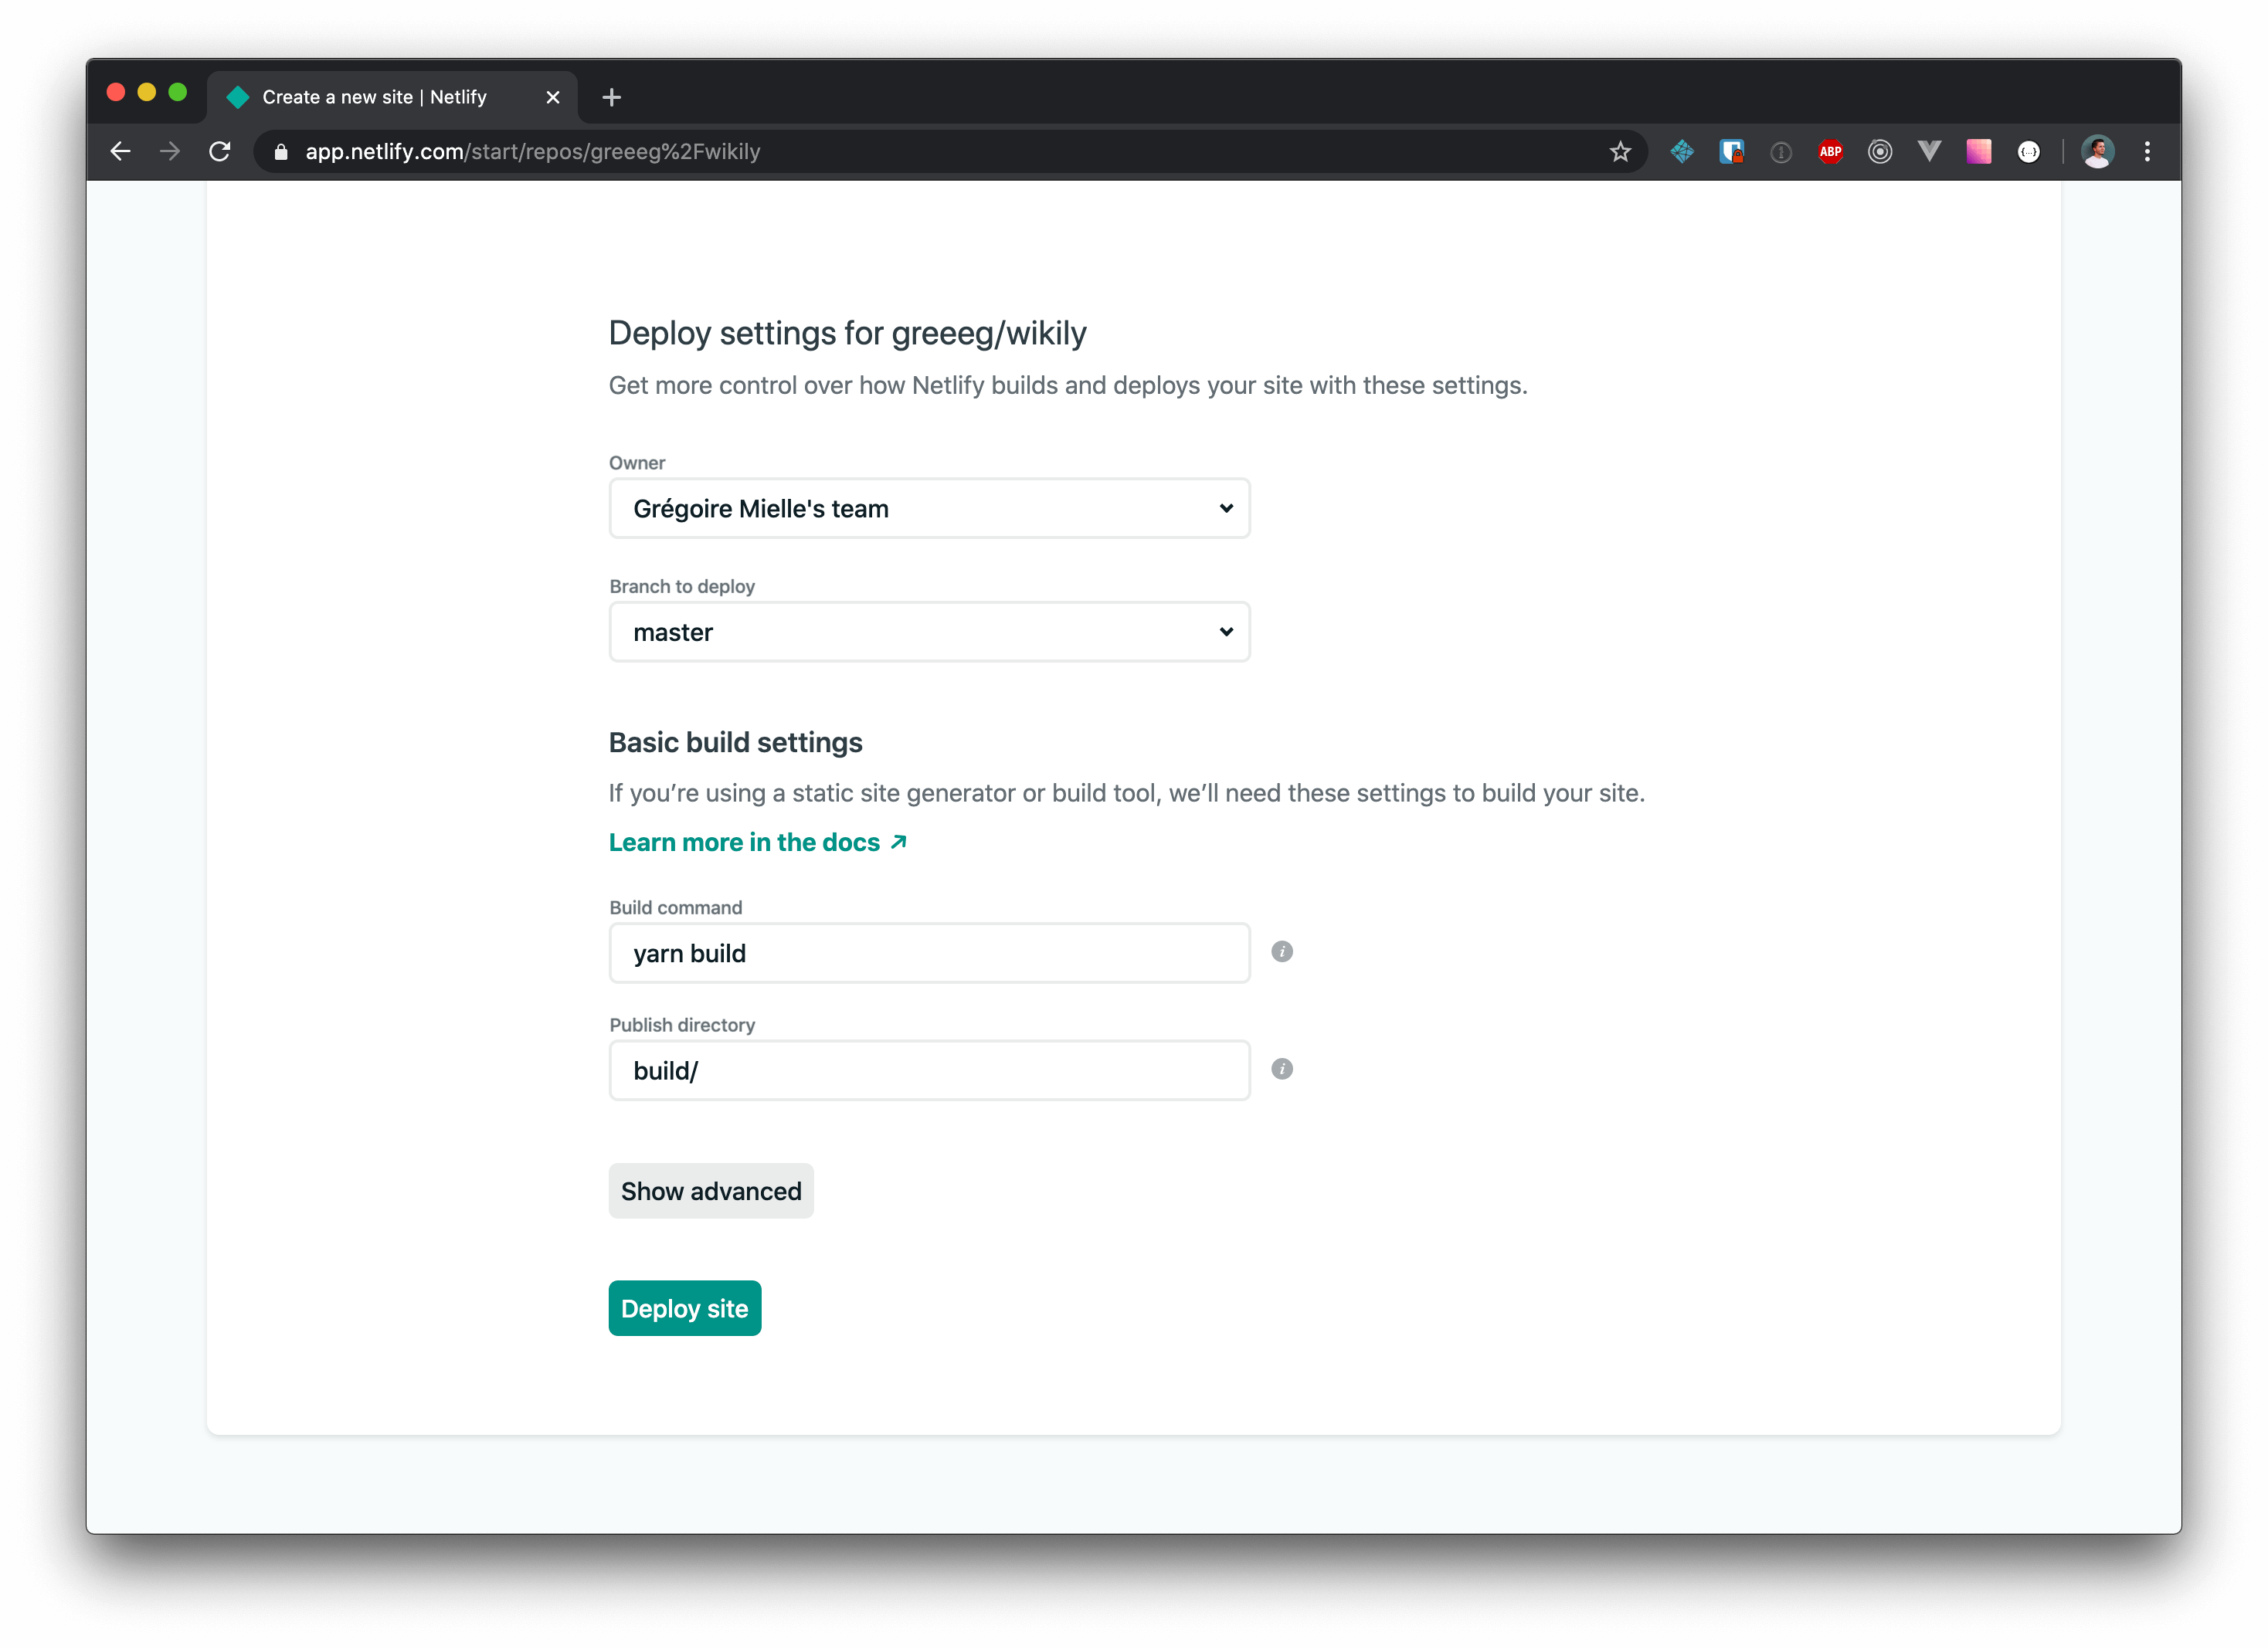 Create a new site | Netlify
app.netlify.com/start/repos/greeeg%2Fwikily
ABP
Deploy settings for greeeg/wikily
Get more control over how Netlify builds and deploys your site with these settings.
Owner
Grégoire Mielle's team
Branch to deploy
master
Basic build settings
If you’re using a static site generator or build tool, we’ll need these settings to build your site.
Learn more in the docs
Build command
yarn build
Publish directory
build/
Show advanced
Deploy site